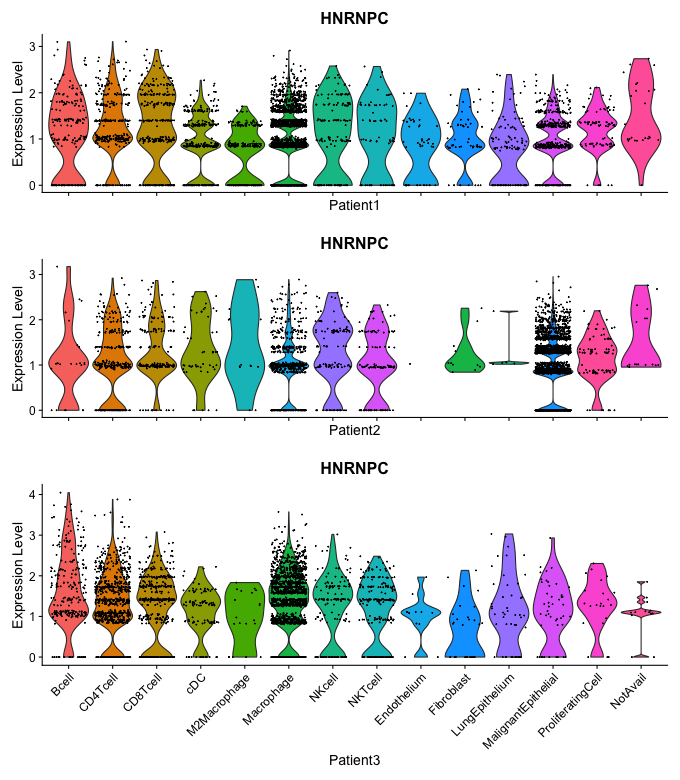 HNRNPC
3
2
1
0
Expression Level
Patient1
HNRNPC
3
2
1
0
Expression Level
Patient2
HNRNPC
4
3
2
1
0
Expression Level
Bcell
CD4Tcell
CD8Tcell
cDC
M2Macrophage
Macrophage
NKcell
NKTcell
Endothelium
Fibroblast
LungEpithelium
MalignantEpithelial
ProliferatingCell
NotAvail
Patient3